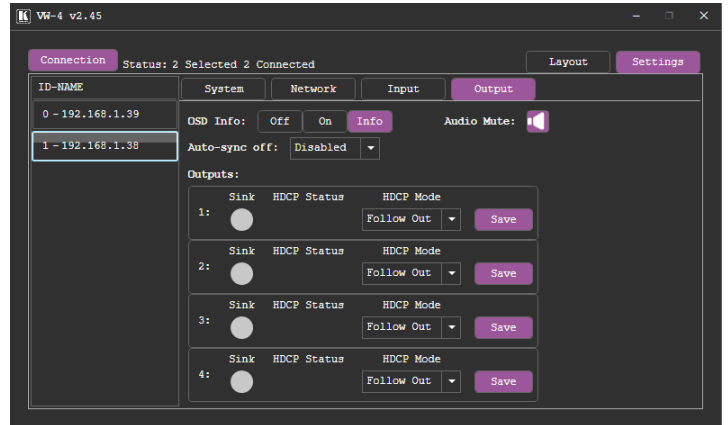 VW-4 v2.45
Connection Status: 2 Selected 2 Connected Layout Settings
ID-NAME System Network Input Output
0 - 192.168.1.39
1 - 192.168.1.38
OSD Info: Off On Info Audio Mute:
Auto-sync off: Disabled
Outputs:
Sink HDCP Status HDCP Mode
1: Follow Out Save
Sink HDCP Status HDCP Mode
2: Follow Out Save
Sink HDCP Status HDCP Mode
3: Follow Out Save
Sink HDCP Status HDCP Mode
4: Follow Out Save